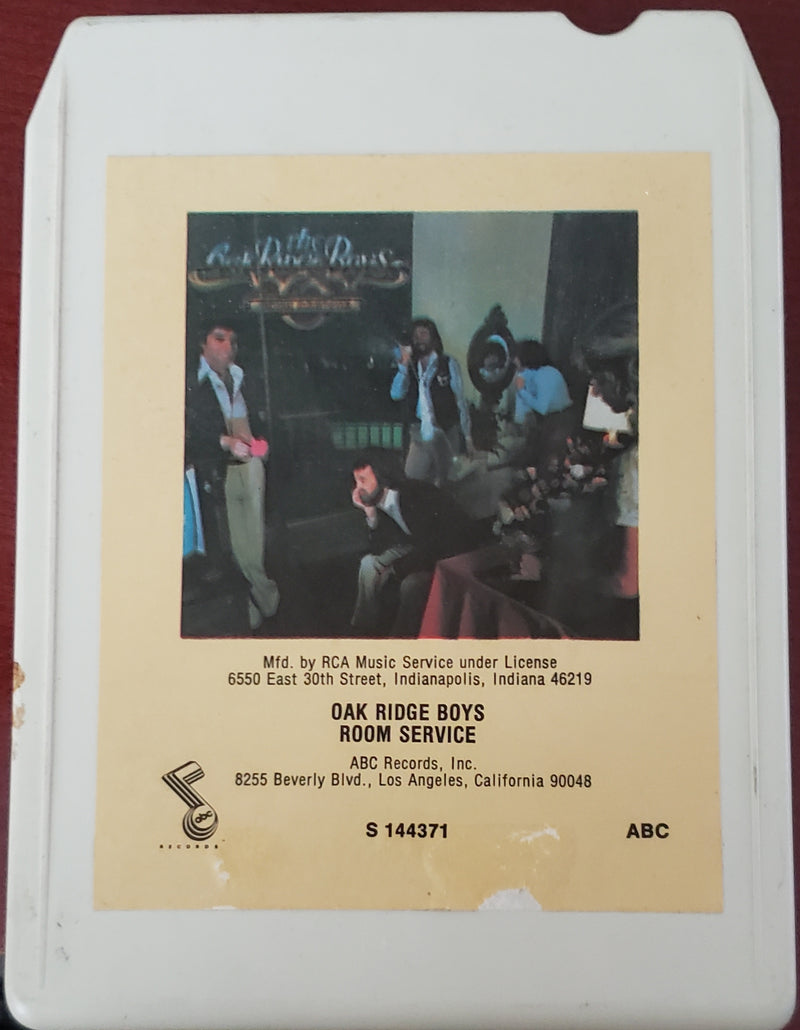 the
Oak Ridge Boys
Mfd. by RCA Music Service under License
6550 East 30th Street, Indianapolis, Indiana 46219
OAK RIDGE BOYS
ROOM SERVICE
ABC Records, Inc.
8255 Beverly Blvd., Los Angeles, California 90048
abc
RECORDS
S 144371
ABC